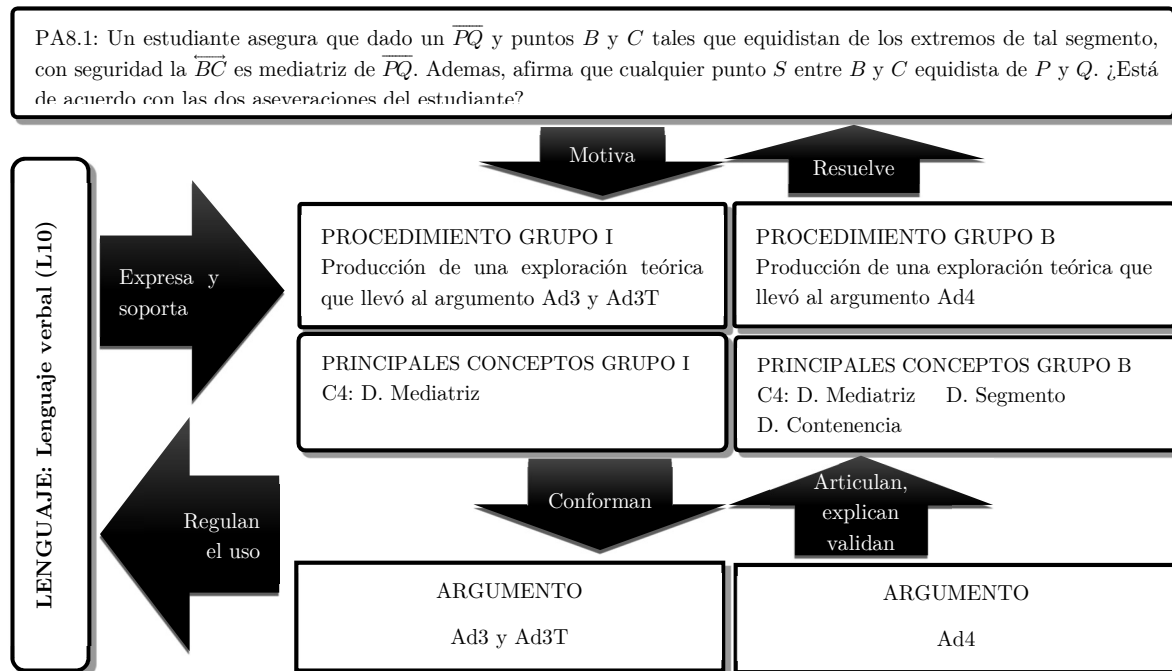 PA8.1: Un estudiante asegura que dado un $\overline{PQ}$ y puntos B y C tales que equidistan de los extremos de tal segmento,
con seguridad la $\overleftrightarrow{BC}$ es mediatriz de $\overline{PQ}$. Ademas, afirma que cualquier punto S entre B y C equidista de P y Q. ¿Está
de acuerdo con las dos aseveraciones del estudiante?
Motiva
Resuelve
LENGUAJE: Lenguaje verbal (L10)
Expresa y
soporta
PROCEDIMIENTO GRUPO I
Producción de una exploración teórica
que llevó al argumento Ad3 y Ad3T
PROCEDIMIENTO GRUPO B
Producción de una exploración teórica que
llevó al argumento Ad4
PRINCIPALES CONCEPTOS GRUPO I
C4: D. Mediatriz
PRINCIPALES CONCEPTOS GRUPO B
C4: D. Mediatriz D. Segmento
D. Contenencia
Regulan
el uso
Conforman
Articulan,
explican
validan
ARGUMENTO
Ad3 y Ad3T
ARGUMENTO
Ad4